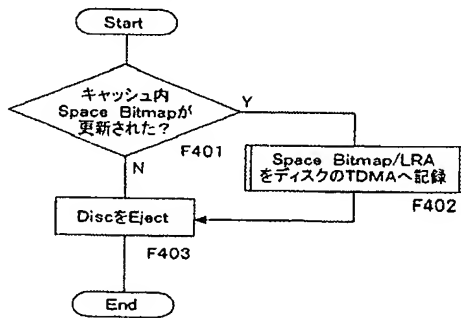 Start
キャッシュ内
Space Bitmapが
更新された？
Y
N
F401
Space Bitmap/LRA
をディスクのTDMAへ記録
F402
DiscをEject
F403
End